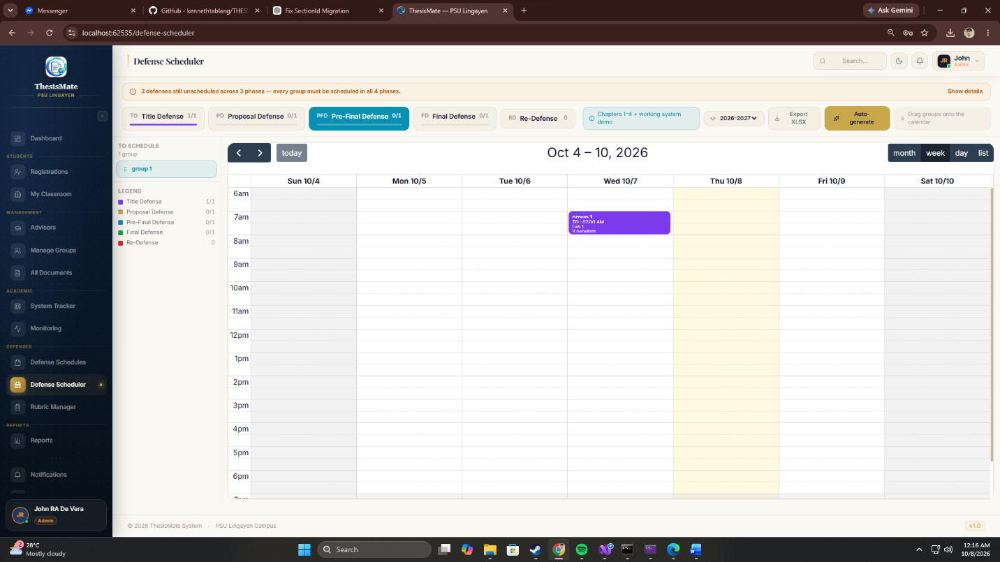 Messenger
GitHub - kennethtablang/THES
Fix SectionId Migration
ThesisMate — PSU Lingayen
Ask Gemini
localhost:62535/defense-scheduler
ThesisMate
PSU LINGAYEN
Dashboard
STUDENTS
Registrations
My Classroom
MANAGEMENT
Advisers
Manage Groups
All Documents
ACADEMIC
System Tracker
Monitoring
DEFENSES
Defense Schedules
Defense Scheduler
Rubric Manager
REPORTS
Reports
Notifications
JR
John RA De Vera
Admin
Defense Scheduler
Search...
JR
John
Admin
3 defenses still unscheduled across 3 phases — every group must be scheduled in all 4 phases.
Show details
TD Title Defense 1/1
PD Proposal Defense 0/1
PFD Pre-Final Defense 0/1
FD Final Defense 0/1
RD Re-Defense 0
Chapters 1–4 + working system
demo
2026-2027
Export
XLSX
Auto-
generate
Drag groups onto the
calendar
TO SCHEDULE
1 group
group 1
LEGEND
Title Defense 1/1
Proposal Defense 0/1
Pre-Final Defense 0/1
Final Defense 0/1
Re-Defense 0
today
Oct 4 – 10, 2026
month week day list
Sun 10/4 Mon 10/5 Tue 10/6 Wed 10/7 Thu 10/8 Fri 10/9 Sat 10/10
6am
7am
group 1
TD · 07:00 AM
Lab 1
3 panelists
8am
9am
10am
11am
12pm
1pm
2pm
3pm
4pm
5pm
6pm
7pm
© 2026 ThesisMate System · PSU Lingayen Campus
v1.0
2
28°C
Mostly cloudy
Search
12:16 AM
10/8/2026